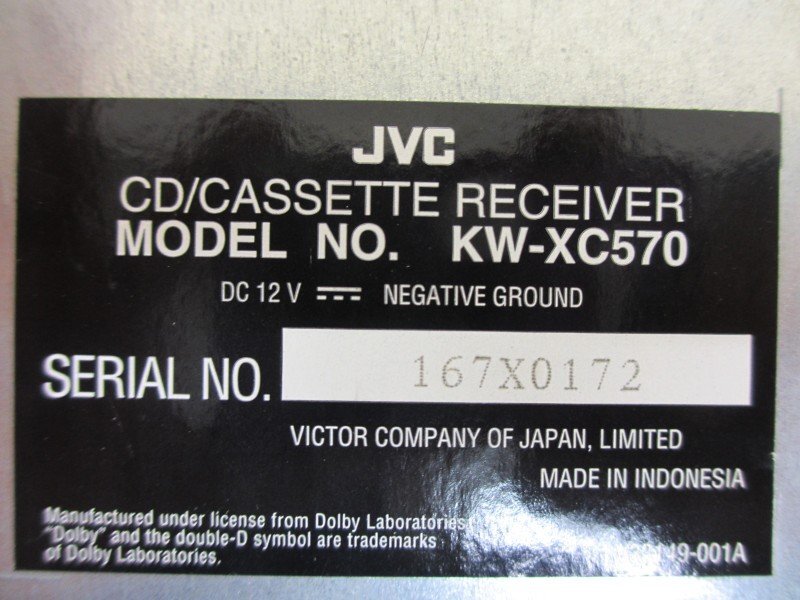 JVC
CD/CASSETTE RECEIVER
MODEL NO. KW-XC570
DC 12 V NEGATIVE GROUND
SERIAL NO. 167X0172
VICTOR COMPANY OF JAPAN, LIMITED
MADE IN INDONESIA
Manufactured under license from Dolby Laboratories.
"Dolby" and the double-D symbol are trademarks
of Dolby Laboratories.